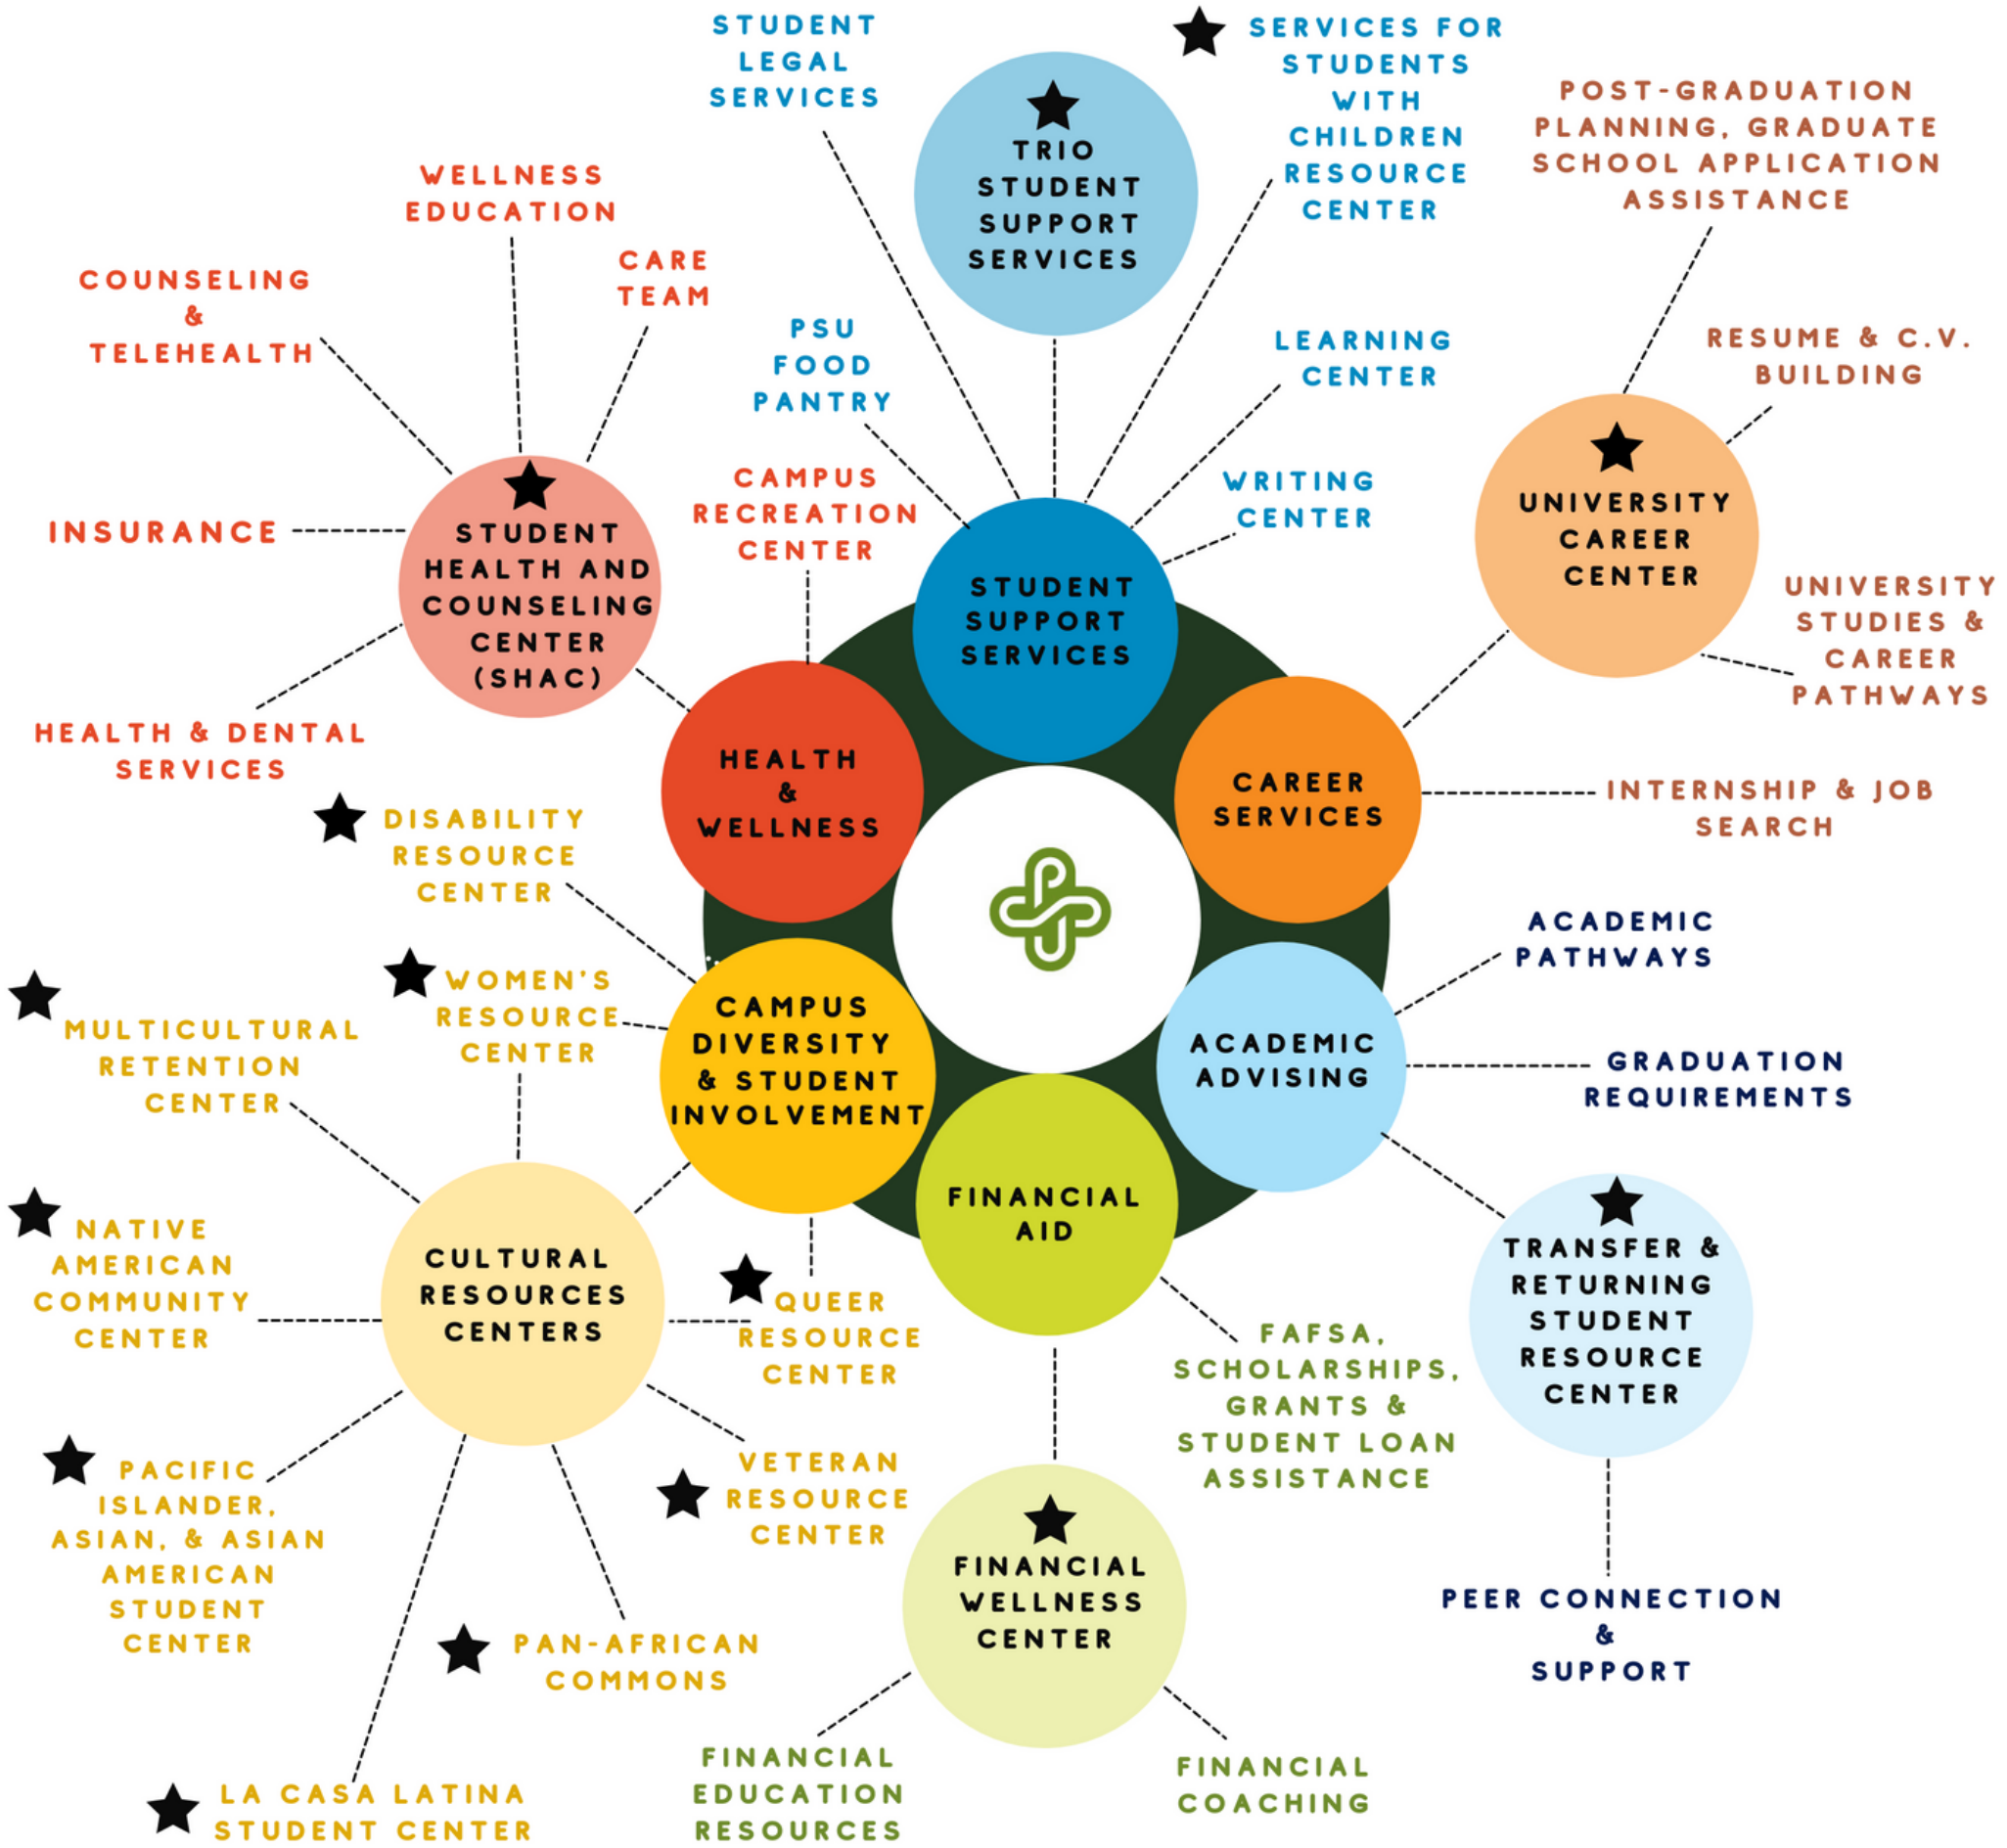 STUDENT
LEGAL
SERVICES
TRIO
STUDENT
SUPPORT
SERVICES
SERVICES FOR
STUDENTS
WITH
CHILDREN
RESOURCE
CENTER
POST-GRADUATION
PLANNING, GRADUATE
SCHOOL APPLICATION
ASSISTANCE
WELLNESS
EDUCATION
CARE
TEAM
COUNSELING
&
TELEHEALTH
PSU
FOOD
PANTRY
LEARNING
CENTER
RESUME & C.V.
BUILDING
INSURANCE
STUDENT
HEALTH AND
COUNSELING
CENTER
(SHAC)
CAMPUS
RECREATION
CENTER
WRITING
CENTER
UNIVERSITY
CAREER
CENTER
STUDENT
SUPPORT
SERVICES
UNIVERSITY
STUDIES &
CAREER
PATHWAYS
HEALTH & DENTAL
SERVICES
HEALTH
&
WELLNESS
CAREER
SERVICES
INTERNSHIP & JOB
SEARCH
DISABILITY
RESOURCE
CENTER
WOMEN'S
RESOURCE
CENTER
MULTICULTURAL
RETENTION
CENTER
CAMPUS
DIVERSITY
& STUDENT
INVOLVEMENT
ACADEMIC
ADVISING
ACADEMIC
PATHWAYS
GRADUATION
REQUIREMENTS
NATIVE
AMERICAN
COMMUNITY
CENTER
CULTURAL
RESOURCES
CENTERS
QUEER
RESOURCE
CENTER
FINANCIAL
AID
FAFSA,
SCHOLARSHIPS,
GRANTS &
STUDENT LOAN
ASSISTANCE
TRANSFER &
RETURNING
STUDENT
RESOURCE
CENTER
PACIFIC
ISLANDER,
ASIAN, & ASIAN
AMERICAN
STUDENT
CENTER
VETERAN
RESOURCE
CENTER
PAN-AFRICAN
COMMONS
FINANCIAL
WELLNESS
CENTER
PEER CONNECTION
&
SUPPORT
LA CASA LATINA
STUDENT CENTER
FINANCIAL
EDUCATION
RESOURCES
FINANCIAL
COACHING